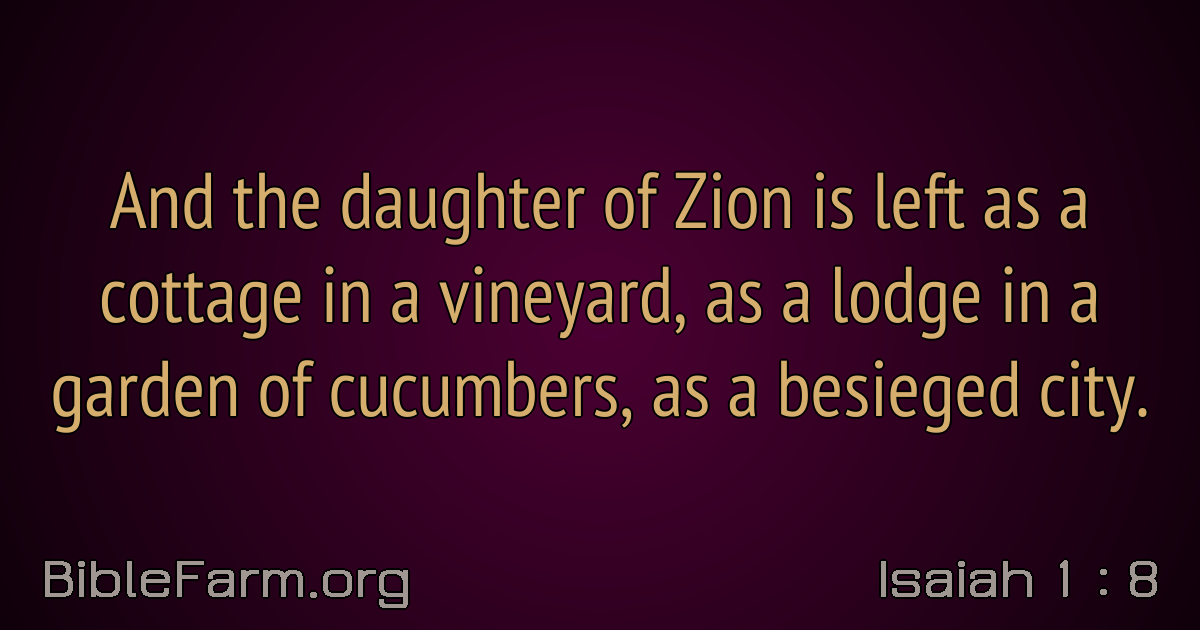 And the daughter of Zion is left as a
cottage in a vineyard, as a lodge in a
garden of cucumbers, as a besieged city.
BibleFarm.org
Isaiah 1 : 8